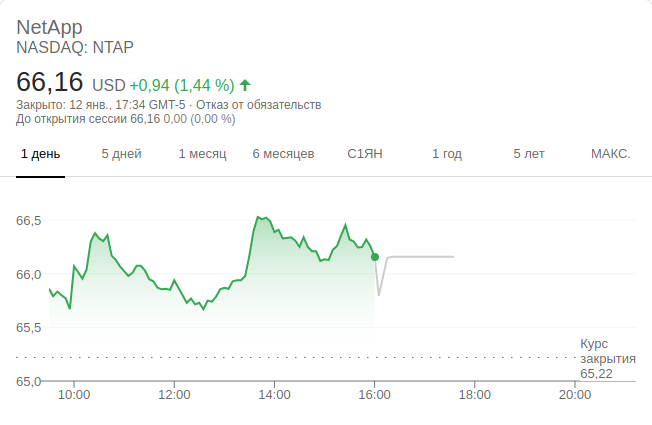 NetApp
NASDAQ: NTAP
66,16 USD +0,94 (1,44 %)
Закрыто: 12 янв., 17:34 GMT-5 · Отказ от обязательств
До открытия сессии 66,16 0,00 (0,00 %)
1 день 5 дней 1 месяц 6 месяцев С1ЯН 1 год 5 лет МАКС.
66,5
66,0
65,5
Курс
закрытия
65,22
65,0
10:00 12:00 14:00 16:00 18:00 20:00